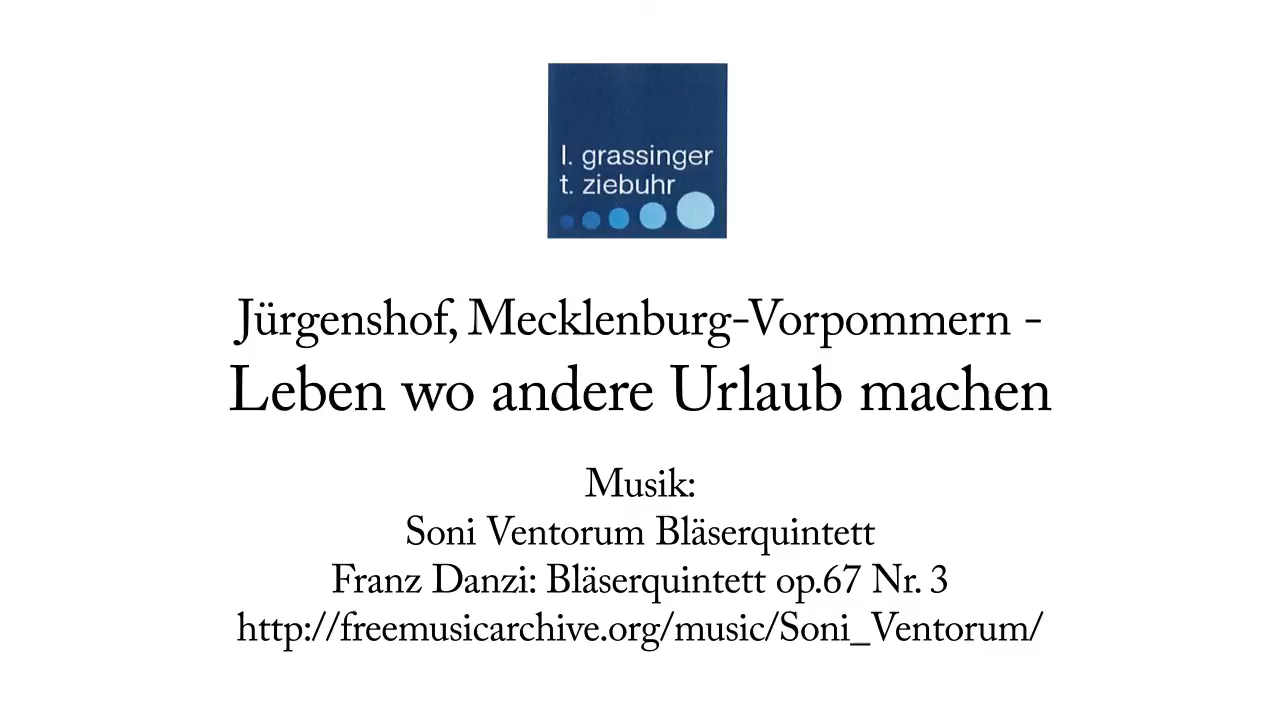 l. grassinger
t. ziebuhr
Jürgenshof, Mecklenburg-Vorpommern -
Leben wo andere Urlaub machen
Musik:
Soni Ventorum Bläserquintett
Franz Danzi: Bläserquintett op.67 Nr. 3
http://freemusicarchive.org/music/Soni_Ventorum/